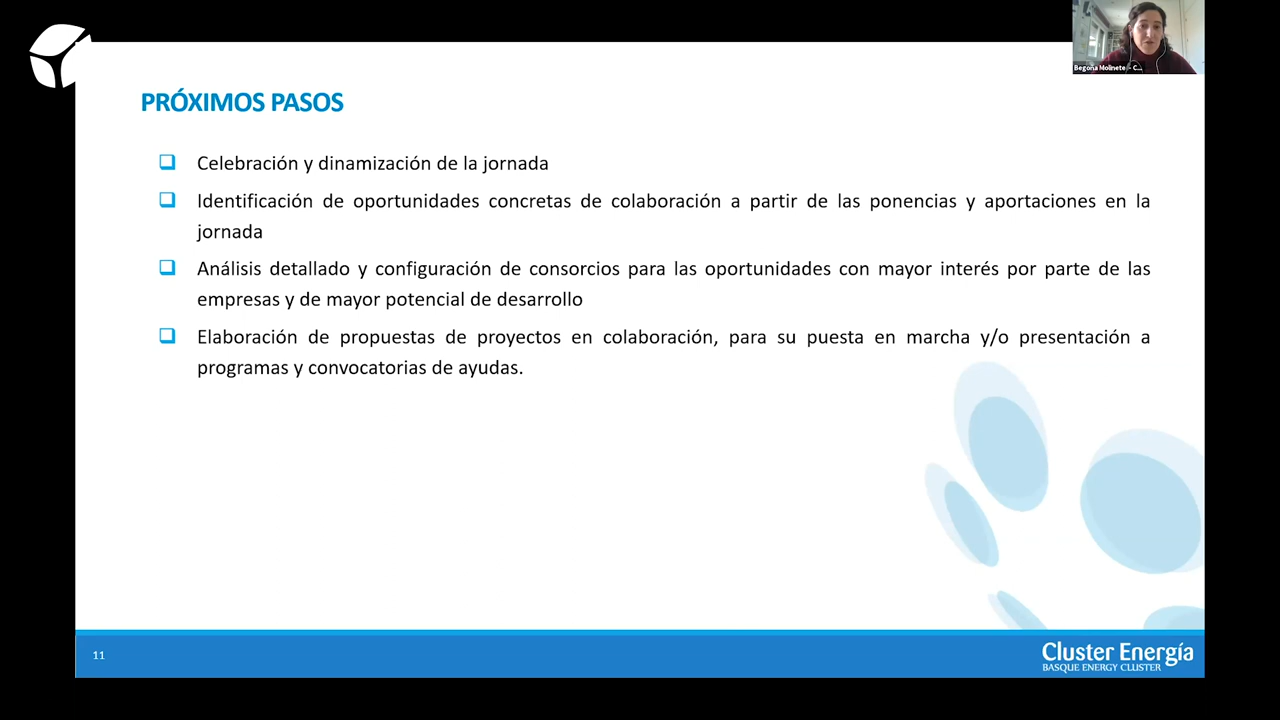 Begoña Molinete - C...
PRÓXIMOS PASOS
Celebración y dinamización de la jornada
Identificación de oportunidades concretas de colaboración a partir de las ponencias y aportaciones en la
jornada
Análisis detallado y configuración de consorcios para las oportunidades con mayor interés por parte de las
empresas y de mayor potencial de desarrollo
Elaboración de propuestas de proyectos en colaboración, para su puesta en marcha y/o presentación a
programas y convocatorias de ayudas.
11
Cluster Energía
BASQUE ENERGY CLUSTER